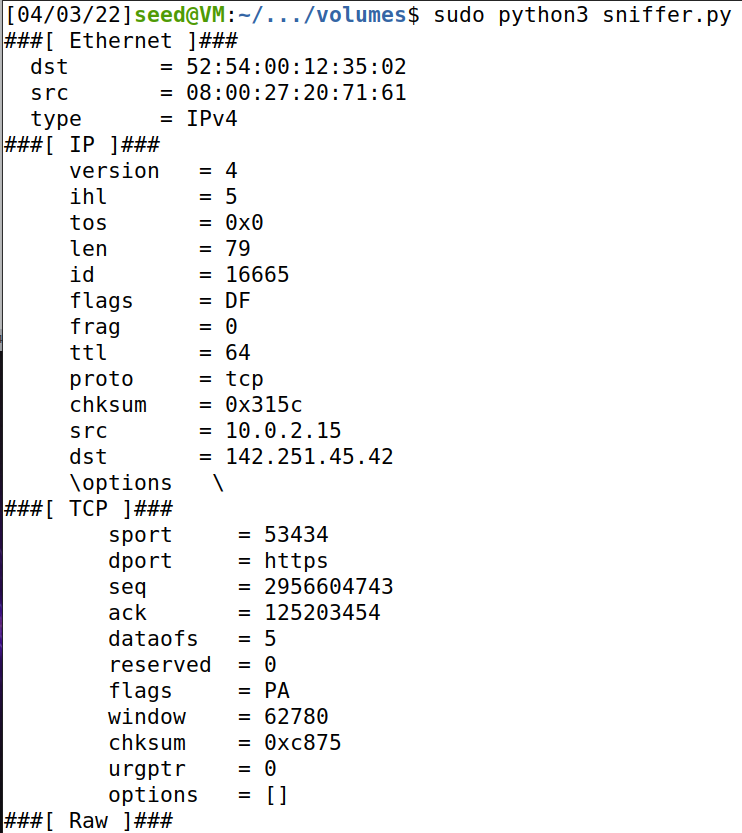 [04/03/22]seed@VM:~/.../volumes$ sudo python3 sniffer.py
###[ Ethernet ]###
  dst       = 52:54:00:12:35:02
  src       = 08:00:27:20:71:61
  type      = IPv4
###[ IP ]###
     version   = 4
     ihl       = 5
     tos       = 0x0
     len       = 79
     id        = 16665
     flags     = DF
     frag      = 0
     ttl       = 64
     proto     = tcp
     chksum    = 0x315c
     src       = 10.0.2.15
     dst       = 142.251.45.42
     \options   \
###[ TCP ]###
        sport     = 53434
        dport     = https
        seq       = 2956604743
        ack       = 125203454
        dataofs   = 5
        reserved  = 0
        flags     = PA
        window    = 62780
        chksum    = 0xc875
        urgptr    = 0
        options   = []
###[ Raw ]###